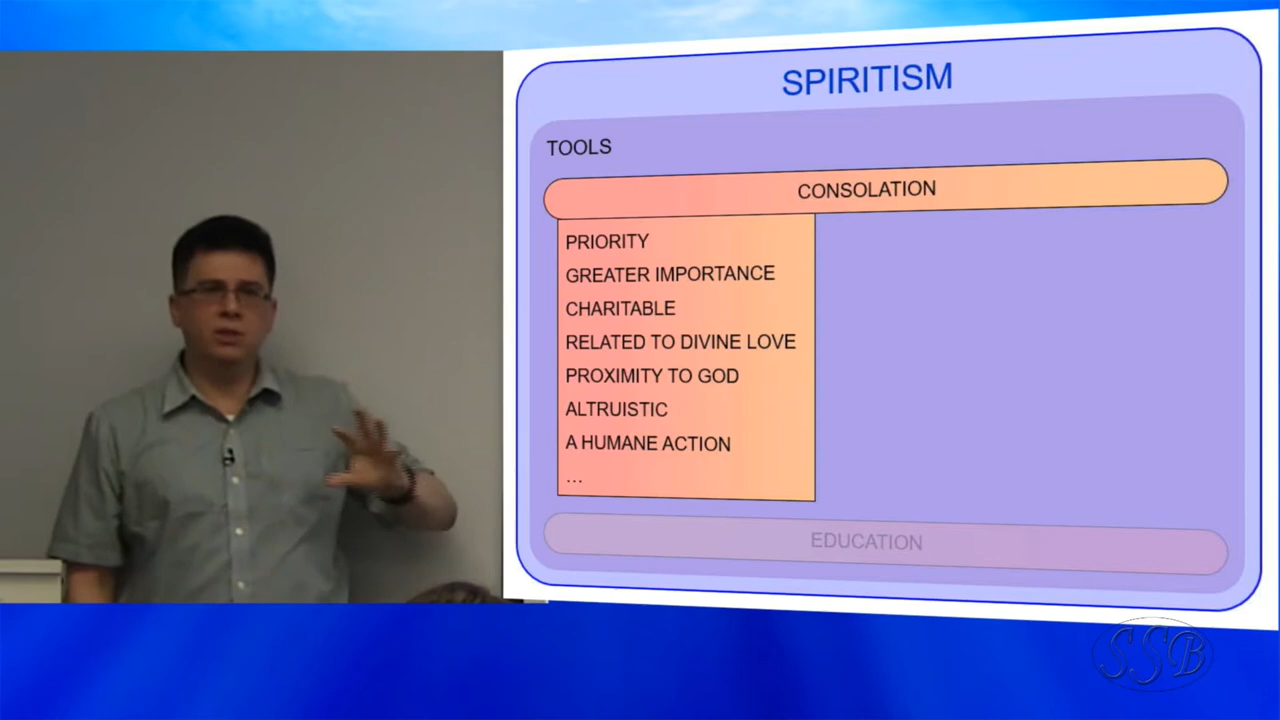 SPIRITISM
TOOLS
CONSOLATION
PRIORITY
GREATER IMPORTANCE
CHARITABLE
RELATED TO DIVINE LOVE
PROXIMITY TO GOD
ALTRUISTIC
A HUMANE ACTION
...
EDUCATION
SSB